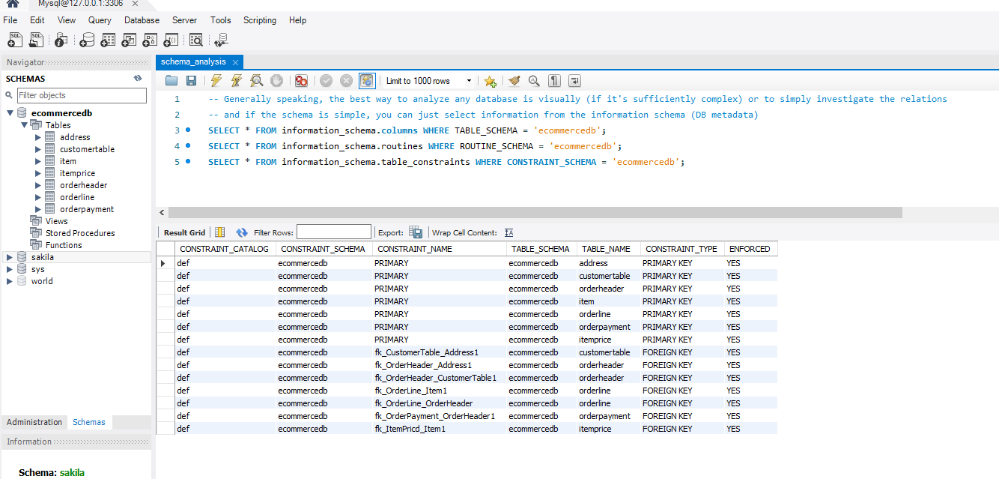 Mysql@127.0.0.1:3306
File Edit View Query Database Server Tools Scripting Help
Navigator
SCHEMAS
Filter objects
ecommercedb
Tables
address
customertable
item
itemprice
orderheader
orderline
orderpayment
Views
Stored Procedures
Functions
sakila
sys
world
Administration Schemas
Information
Schema: sakila
schema_analysis
Limit to 1000 rows
1 -- Generally speaking, the best way to analyze any database is visually (if it's sufficiently complex) or to simply investigate the relations
2 -- and if the schema is simple, you can just select information from the information schema (DB metadata)
3 SELECT * FROM information_schema.columns WHERE TABLE_SCHEMA = 'ecommercedb';
4 SELECT * FROM information_schema.routines WHERE ROUTINE_SCHEMA = 'ecommercedb';
5 SELECT * FROM information_schema.table_constraints WHERE CONSTRAINT_SCHEMA = 'ecommercedb';
Result Grid Filter Rows: Export: Wrap Cell Content:
CONSTRAINT_CATALOG CONSTRAINT_SCHEMA CONSTRAINT_NAME TABLE_SCHEMA TABLE_NAME CONSTRAINT_TYPE ENFORCED
def ecommercedb PRIMARY ecommercedb address PRIMARY KEY YES
def ecommercedb PRIMARY ecommercedb customertable PRIMARY KEY YES
def ecommercedb PRIMARY ecommercedb orderheader PRIMARY KEY YES
def ecommercedb PRIMARY ecommercedb item PRIMARY KEY YES
def ecommercedb PRIMARY ecommercedb orderline PRIMARY KEY YES
def ecommercedb PRIMARY ecommercedb orderpayment PRIMARY KEY YES
def ecommercedb PRIMARY ecommercedb itemprice PRIMARY KEY YES
def ecommercedb fk_CustomerTable_Address1 ecommercedb customertable FOREIGN KEY YES
def ecommercedb fk_OrderHeader_Address1 ecommercedb orderheader FOREIGN KEY YES
def ecommercedb fk_OrderHeader_CustomerTable1 ecommercedb orderheader FOREIGN KEY YES
def ecommercedb fk_OrderLine_Item1 ecommercedb orderline FOREIGN KEY YES
def ecommercedb fk_OrderLine_OrderHeader ecommercedb orderline FOREIGN KEY YES
def ecommercedb fk_OrderPayment_OrderHeader1 ecommercedb orderpayment FOREIGN KEY YES
def ecommercedb fk_ItemPricd_Item1 ecommercedb itemprice FOREIGN KEY YES